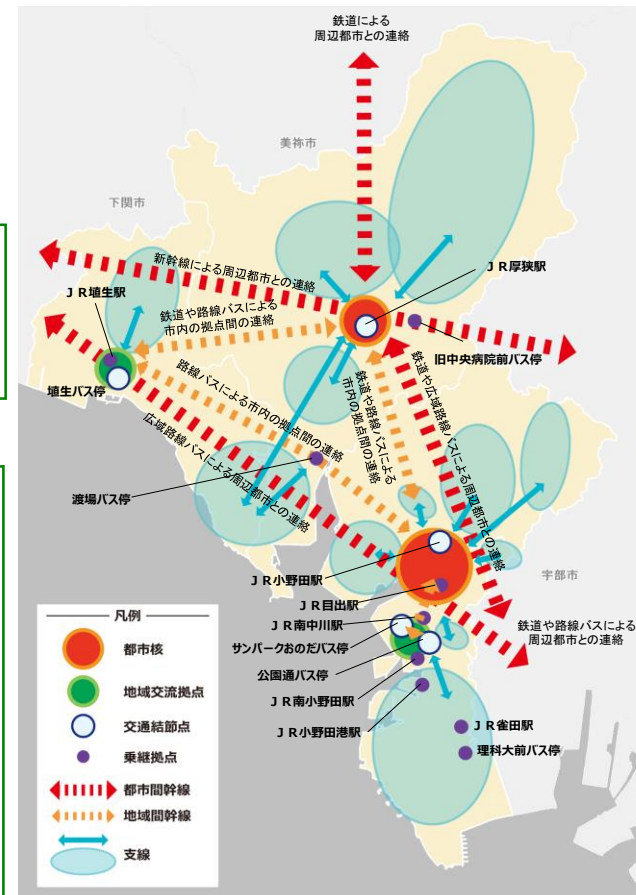 鉄道による
周辺都市との連絡
美祢市
下関市
新幹線による周辺都市との連絡
ＪＲ厚狭駅
ＪＲ埴生駅
鉄道や路線バスによる
市内の拠点間の連絡
旧中央病院前バス停
埴生バス停
路線バスによる市内の拠点間の連絡
広域路線バスによる周辺都市との連絡
鉄道や路線バスによる
市内の拠点間の連絡
鉄道や広域路線バスによる周辺都市との連絡
渡場バス停
ＪＲ小野田駅
宇部市
ＪＲ目出駅
ＪＲ南中川駅
鉄道や路線バスによる
周辺都市との連絡
サンパークおのだバス停
公園通バス停
ＪＲ南小野田駅
ＪＲ小野田港駅
ＪＲ雀田駅
理科大前バス停
凡例
都市核
地域交流拠点
交通結節点
乗継拠点
都市間幹線
地域間幹線
支線